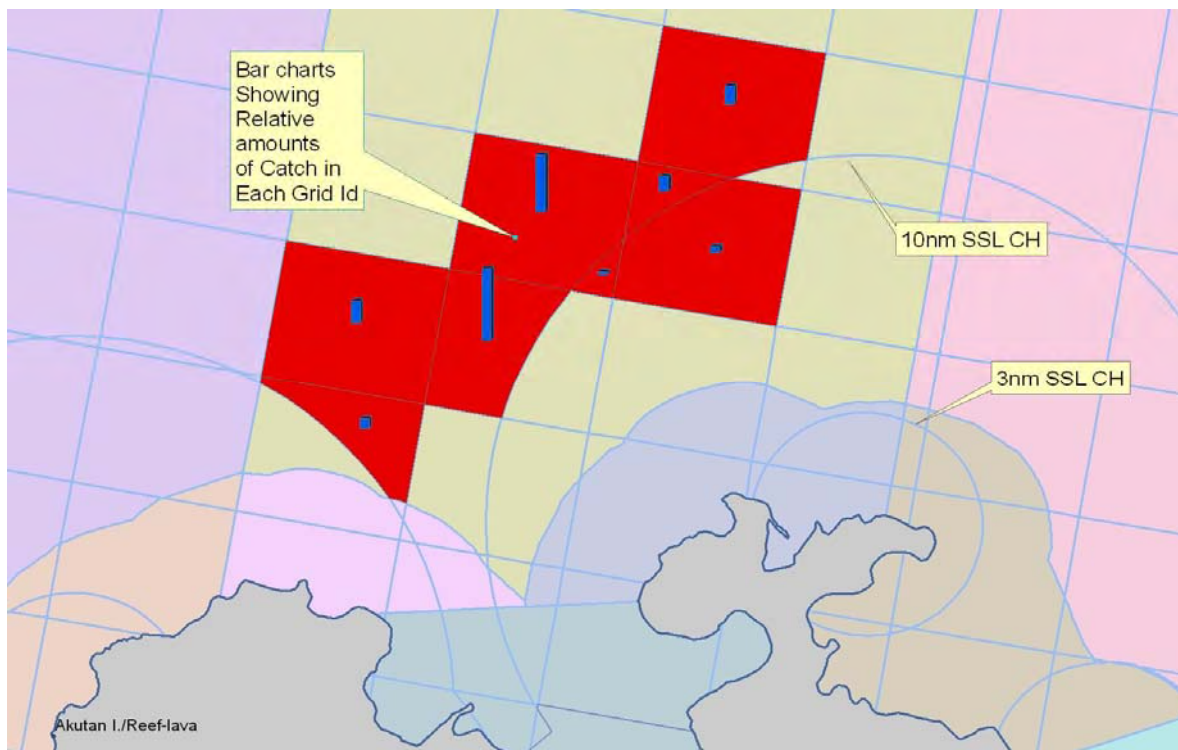 Bar charts
Showing
Relative
amounts
of Catch in
Each Grid Id
10nm SSL CH
3nm SSL CH
Akutan I./Reef-lava